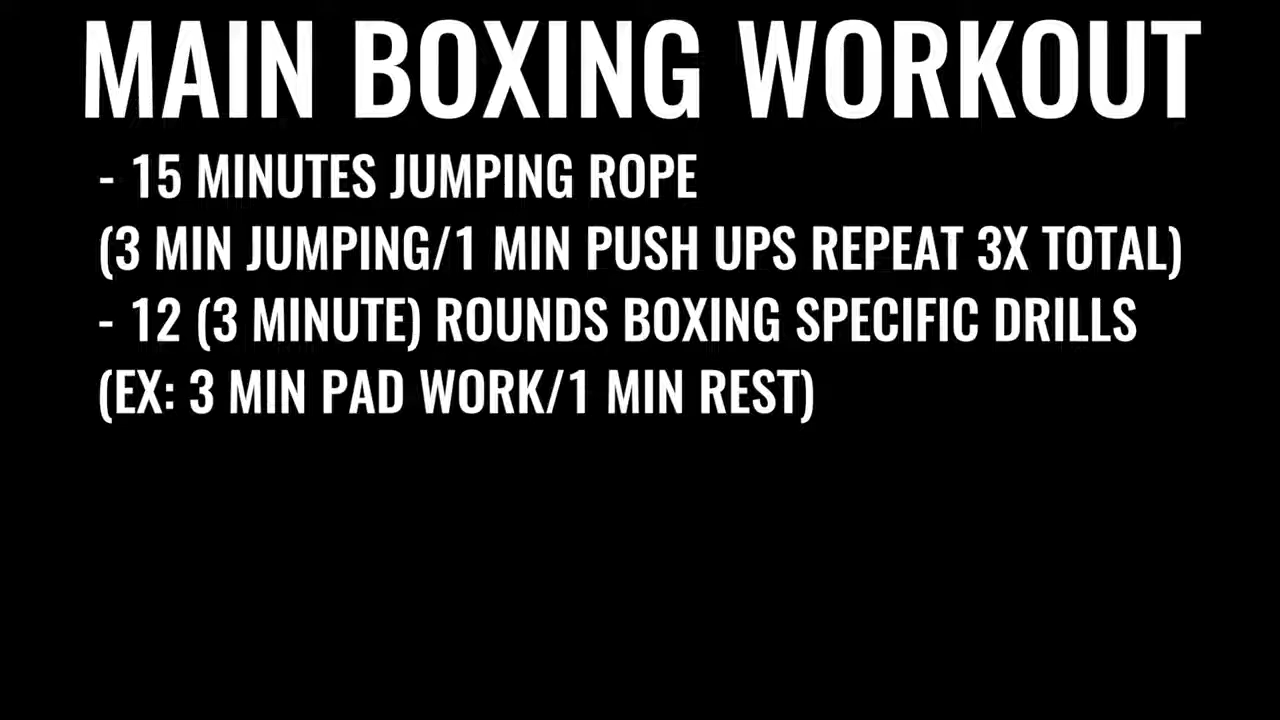 MAIN BOXING WORKOUT
- 15 MINUTES JUMPING ROPE
(3 MIN JUMPING/1 MIN PUSH UPS REPEAT 3X TOTAL)
- 12 (3 MINUTE) ROUNDS BOXING SPECIFIC DRILLS
(EX: 3 MIN PAD WORK/1 MIN REST)